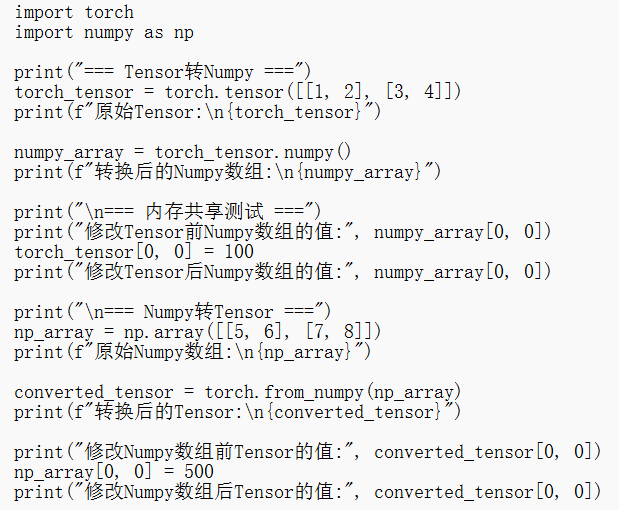 import torch
import numpy as np
print("=== Tensor转Numpy ===")
torch_tensor = torch.tensor([[1, 2], [3, 4]])
print(f"原始Tensor:\n{torch_tensor}")
numpy_array = torch_tensor.numpy()
print(f"转换后的Numpy数组:\n{numpy_array}")
print("\n=== 内存共享测试 ===")
print("修改Tensor前Numpy数组的值:", numpy_array[0, 0])
torch_tensor[0, 0] = 100
print("修改Tensor后Numpy数组的值:", numpy_array[0, 0])
print("\n=== Numpy转Tensor ===")
np_array = np.array([[5, 6], [7, 8]])
print(f"原始Numpy数组:\n{np_array}")
converted_tensor = torch.from_numpy(np_array)
print(f"转换后的Tensor:\n{converted_tensor}")
print("修改Numpy数组前Tensor的值:", converted_tensor[0, 0])
np_array[0, 0] = 500
print("修改Numpy数组后Tensor的值:", converted_tensor[0, 0])